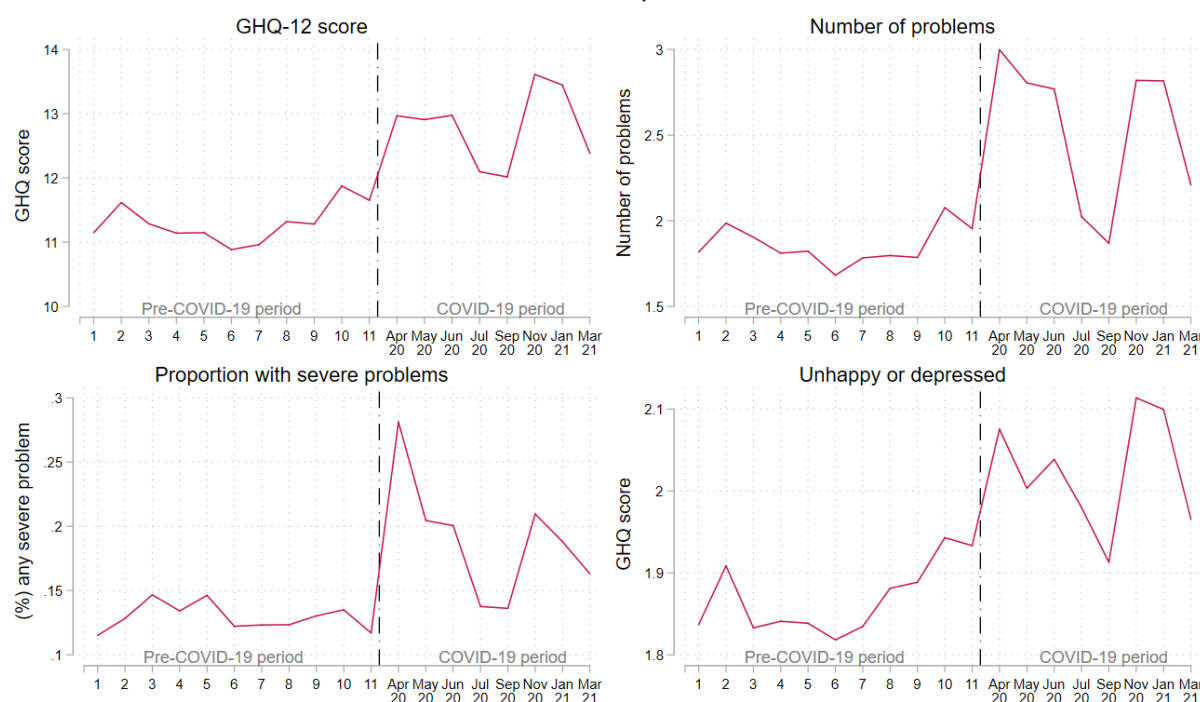 GHQ-12 score
GHQ score
14
13
12
11
10
Pre-COVID-19 period COVID-19 period
1 2 3 4 5 6 7 8 9 10 11 Apr May Jun Jul Sep Nov Jan Mar
20 20 20 20 20 20 21 21
Number of problems
Number of problems
3
2.5
2
1.5
Pre-COVID-19 period COVID-19 period
1 2 3 4 5 6 7 8 9 10 11 Apr May Jun Jul Sep Nov Jan Mar
20 20 20 20 20 20 21 21
Proportion with severe problems
(%) any severe problem
.3
.25
.2
.15
.1
Pre-COVID-19 period COVID-19 period
1 2 3 4 5 6 7 8 9 10 11 Apr May Jun Jul Sep Nov Jan Mar
20 20 20 20 20 20 21 21
Unhappy or depressed
GHQ score
2.1
2
1.9
1.8
Pre-COVID-19 period COVID-19 period
1 2 3 4 5 6 7 8 9 10 11 Apr May Jun Jul Sep Nov Jan Mar
20 20 20 20 20 20 21 21